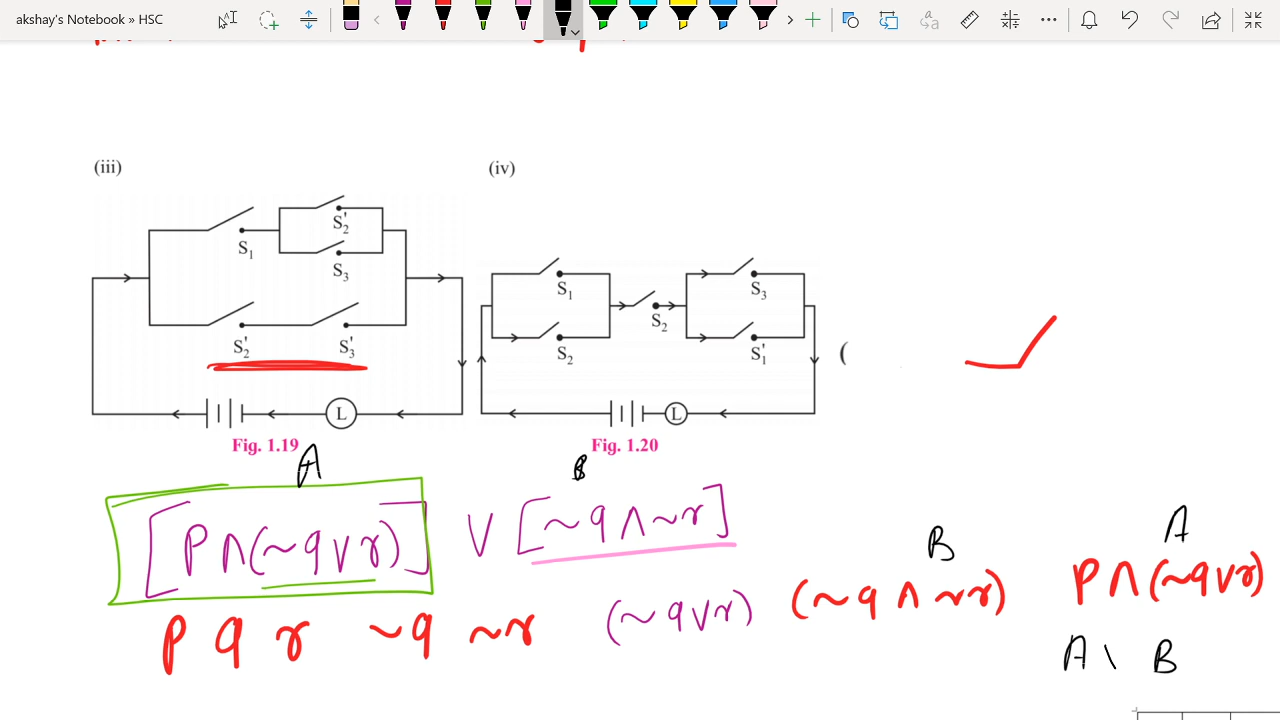 akshay's Notebook » HSC
(iii) (iv)
S₂'
S₁
S₃
S₁ S₃
S₂
S₂' S₃' S₂ S₁' (
L L
Fig. 1.19 Fig. 1.20
A B
[P∧(~q∨r)] ∨ [~q∧~r]
B A
p q r ~q ~r (~q∨r) (~q∧~r) p∧(~q∨r)
A \ B